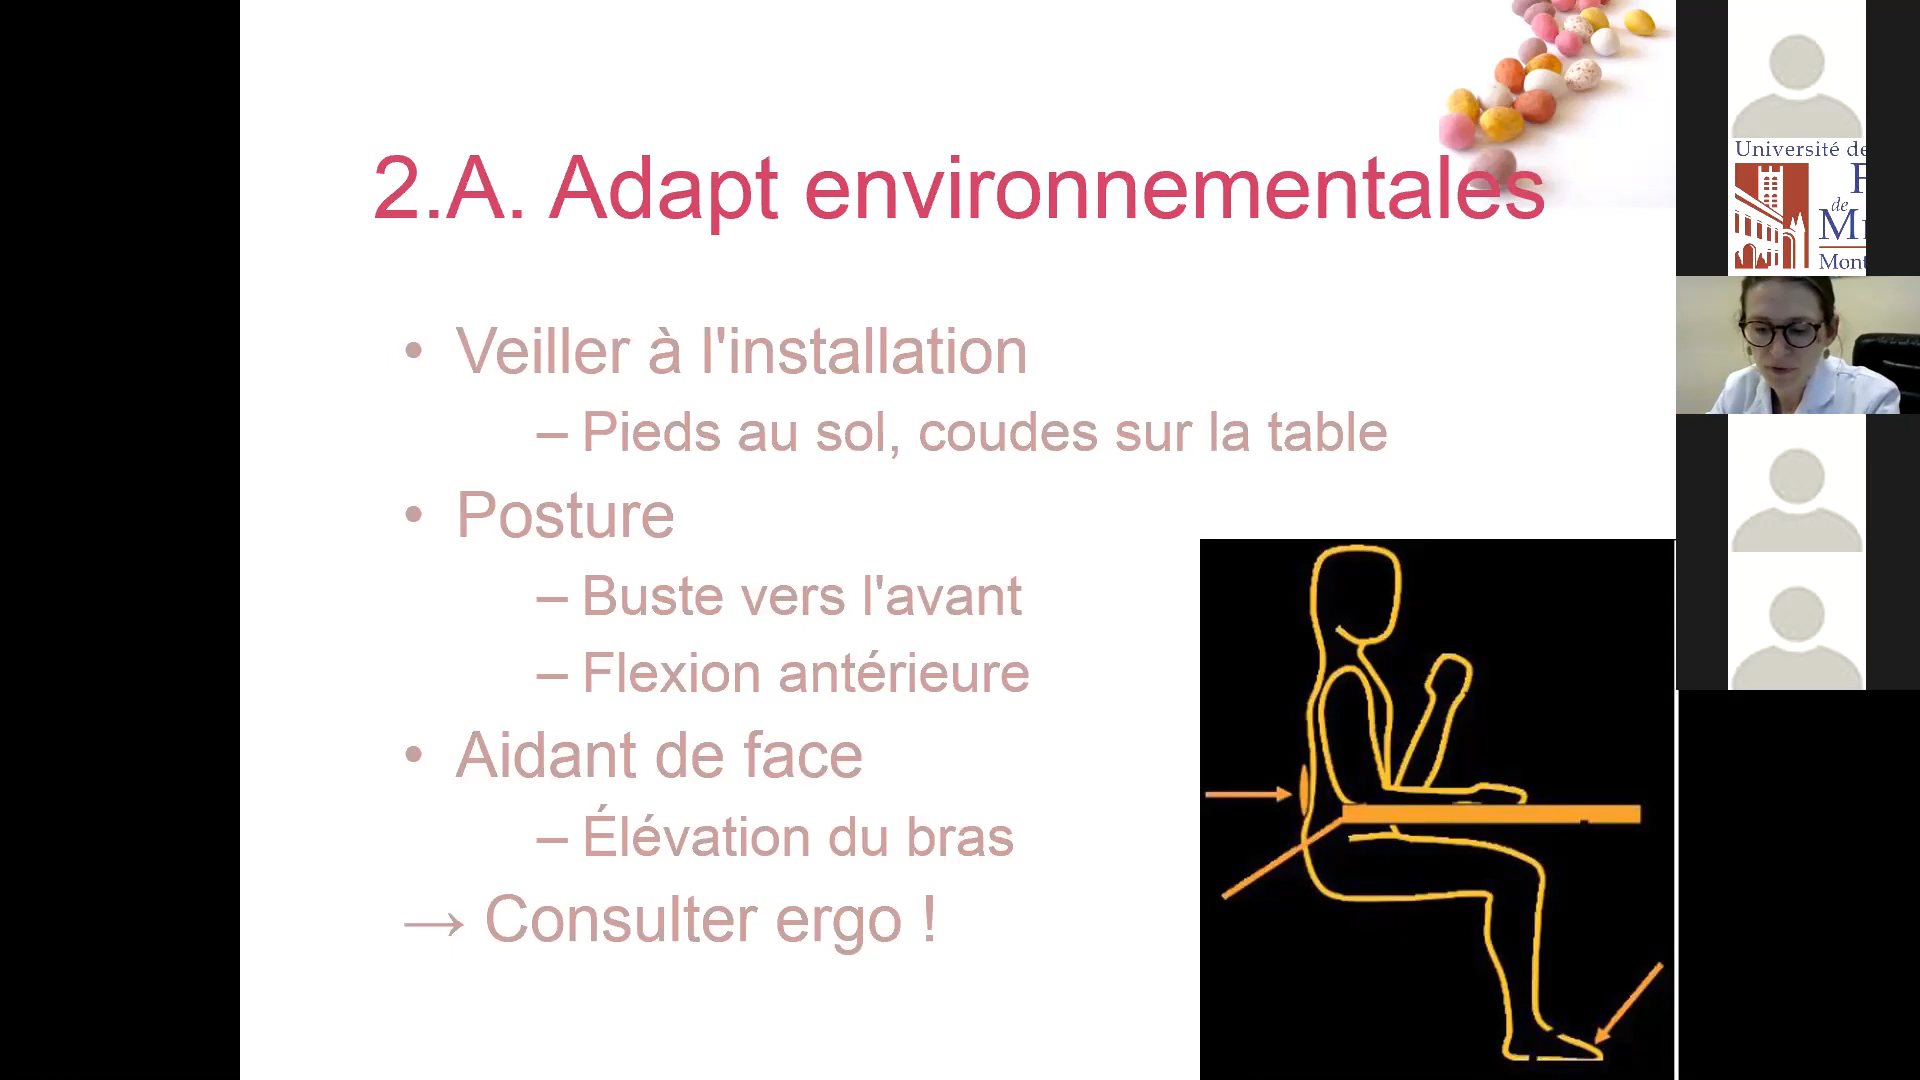 2.A. Adapt environnementales
• Veiller à l'installation
– Pieds au sol, coudes sur la table
• Posture
– Buste vers l'avant
– Flexion antérieure
• Aidant de face
– Élévation du bras
→ Consulter ergo !
Université de
de